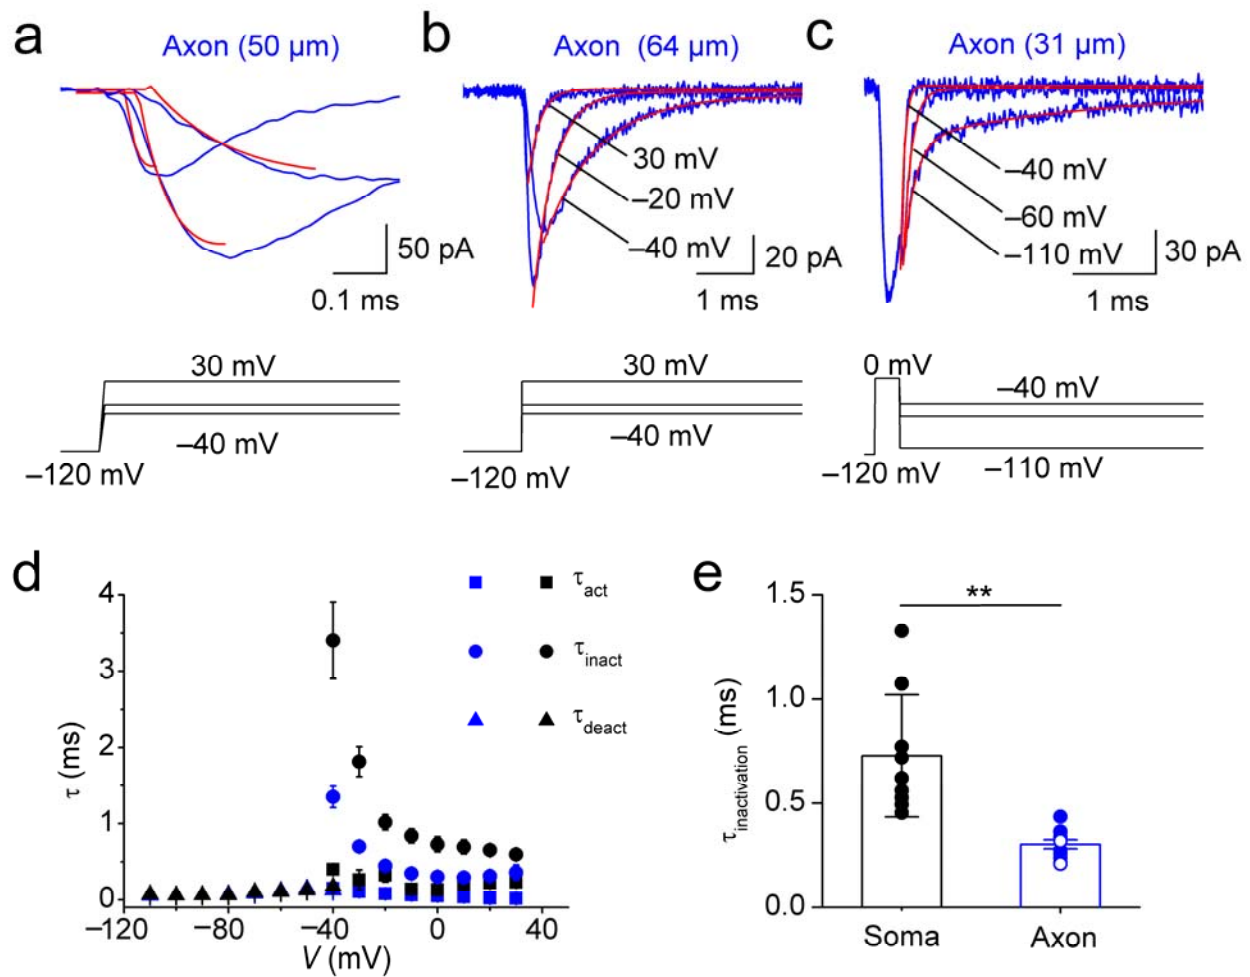 a
Axon (50 μm)
50 pA
0.1 ms
30 mV
–40 mV
–120 mV
b
Axon (64 μm)
30 mV
–20 mV
–40 mV
20 pA
1 ms
30 mV
–40 mV
–120 mV
c
Axon (31 μm)
–40 mV
–60 mV
–110 mV
30 pA
1 ms
0 mV
–40 mV
–120 mV
–110 mV
d
τact
τinact
τdeact
τ (ms)
4
3
2
1
0
–120 –80 –40 0 40
V (mV)
e
**
τinactivation (ms)
1.5
1.0
0.5
0.0
Soma Axon